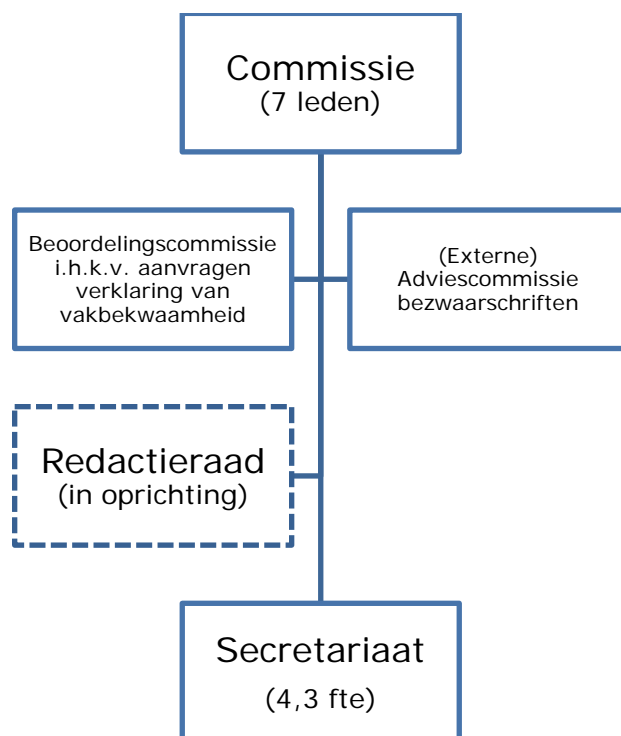 Commissie
(7 leden)
Beoordelingscommissie
i.h.k.v. aanvragen
verklaring van
vakbekwaamheid
(Externe)
Adviescommissie
bezwaarschriften
Redactieraad
(in oprichting)
Secretariaat
(4,3 fte)